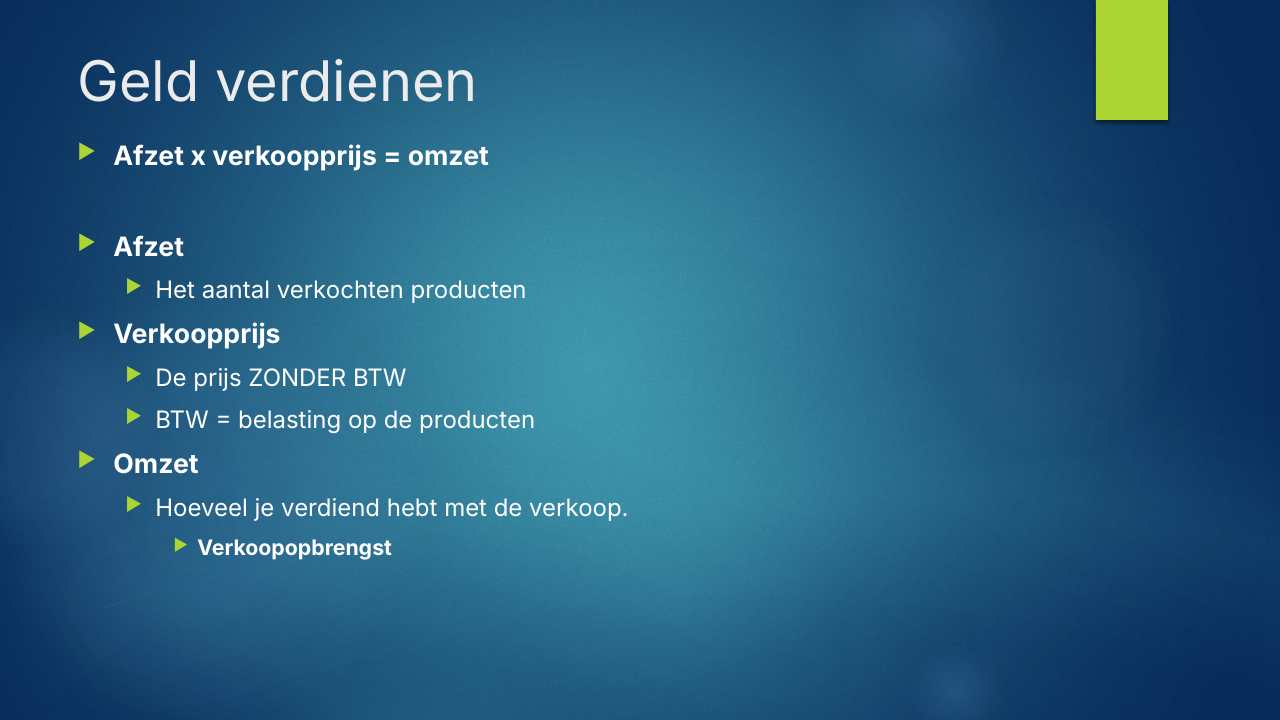 Geld verdienen
Afzet x verkoopprijs = omzet
Afzet
Het aantal verkochten producten
Verkoopprijs
De prijs ZONDER BTW
BTW = belasting op de producten
Omzet
Hoeveel je verdiend hebt met de verkoop.
Verkoopopbrengst